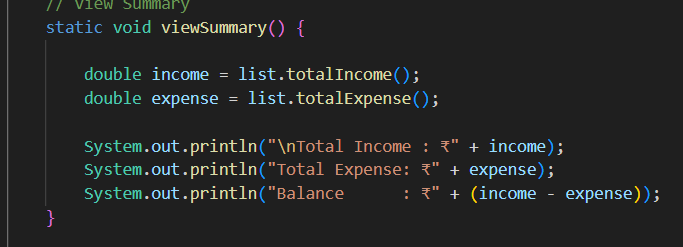 // View Summary
static void viewSummary() {
double income = list.totalIncome();
double expense = list.totalExpense();
System.out.println("\nTotal Income : ₹" + income);
System.out.println("Total Expense: ₹" + expense);
System.out.println("Balance      : ₹" + (income - expense));
}